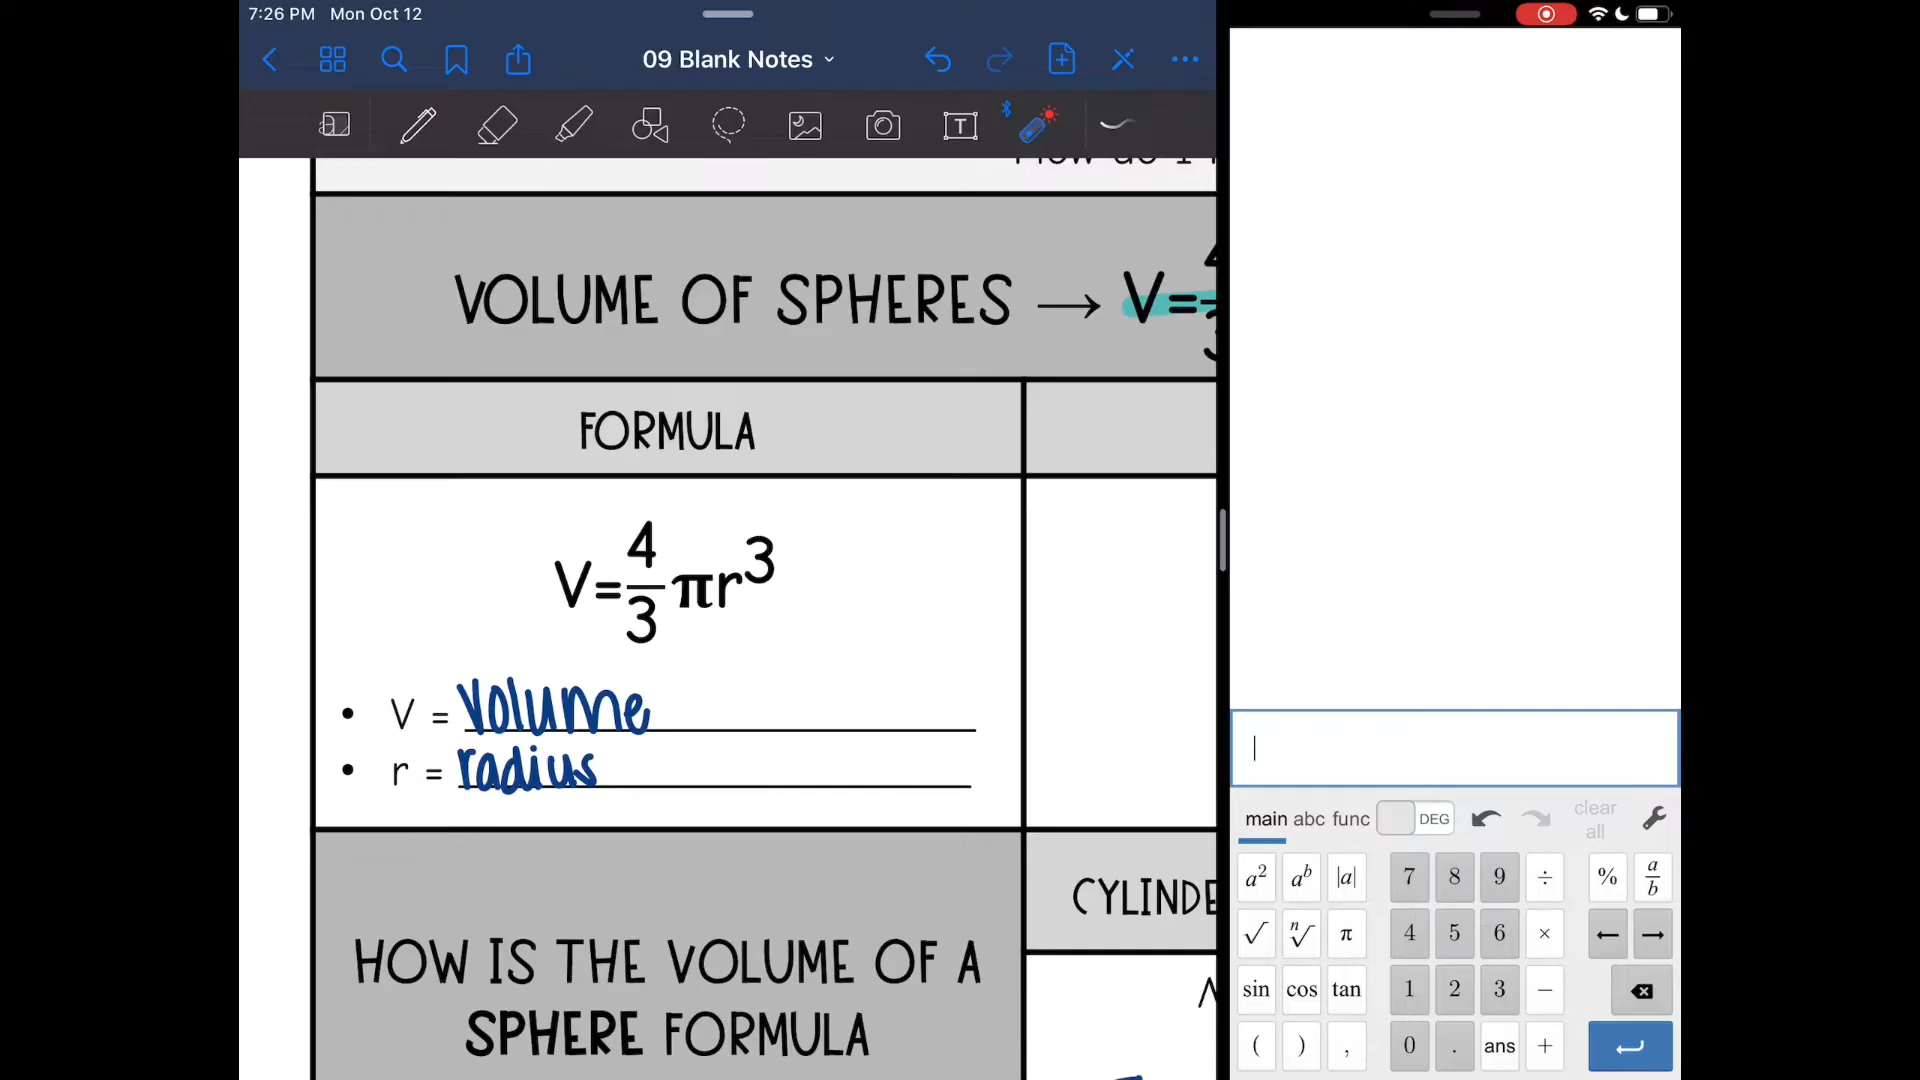 7:26 PM Mon Oct 12
09 Blank Notes
VOLUME OF SPHERES → V=
FORMULA
V=4/3 πr³
• V = Volume
• r = radius
HOW IS THE VOLUME OF A
SPHERE FORMULA
CYLINDE
main abc func DEG clear all
a² aᵇ |a| 7 8 9 ÷ % a/b
√ ⁿ√ π 4 5 6 × ← →
sin cos tan 1 2 3 −
( ) , 0 . ans +